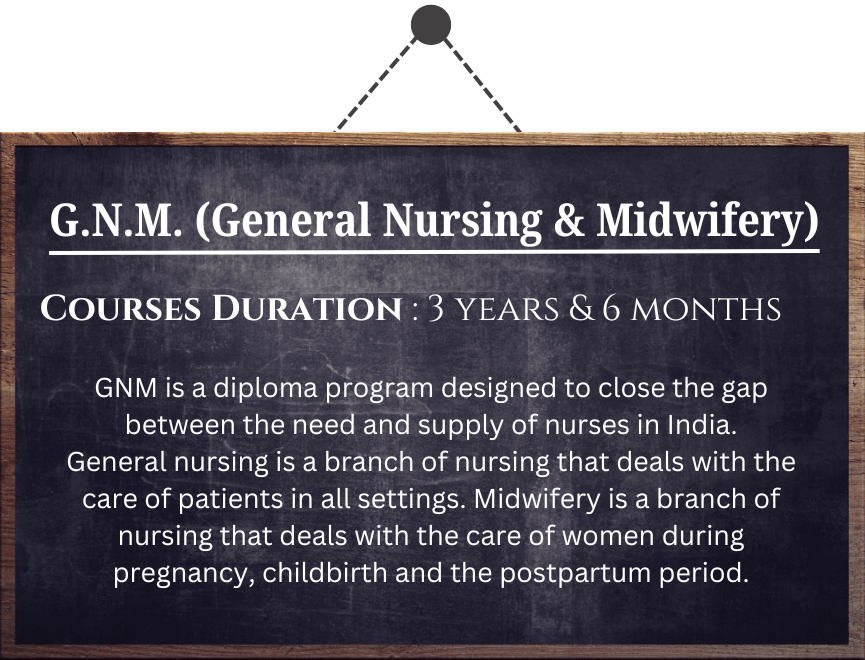 G.N.M. (General Nursing & Midwifery)
Courses Duration : 3 years & 6 months
GNM is a diploma program designed to close the gap
between the need and supply of nurses in India.
General nursing is a branch of nursing that deals with the
care of patients in all settings. Midwifery is a branch of
nursing that deals with the care of women during
pregnancy, childbirth and the postpartum period.